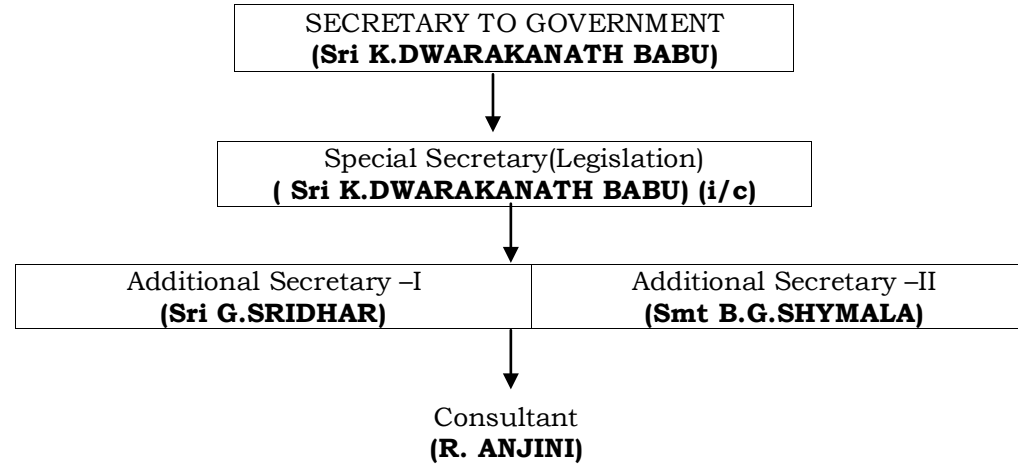 SECRETARY TO GOVERNMENT
(Sri K.DWARAKANATH BABU)
Special Secretary(Legislation)
( Sri K.DWARAKANATH BABU) (i/c)
Additional Secretary –I
(Sri G.SRIDHAR)
Additional Secretary –II
(Smt B.G.SHYMALA)
Consultant
(R. ANJINI)